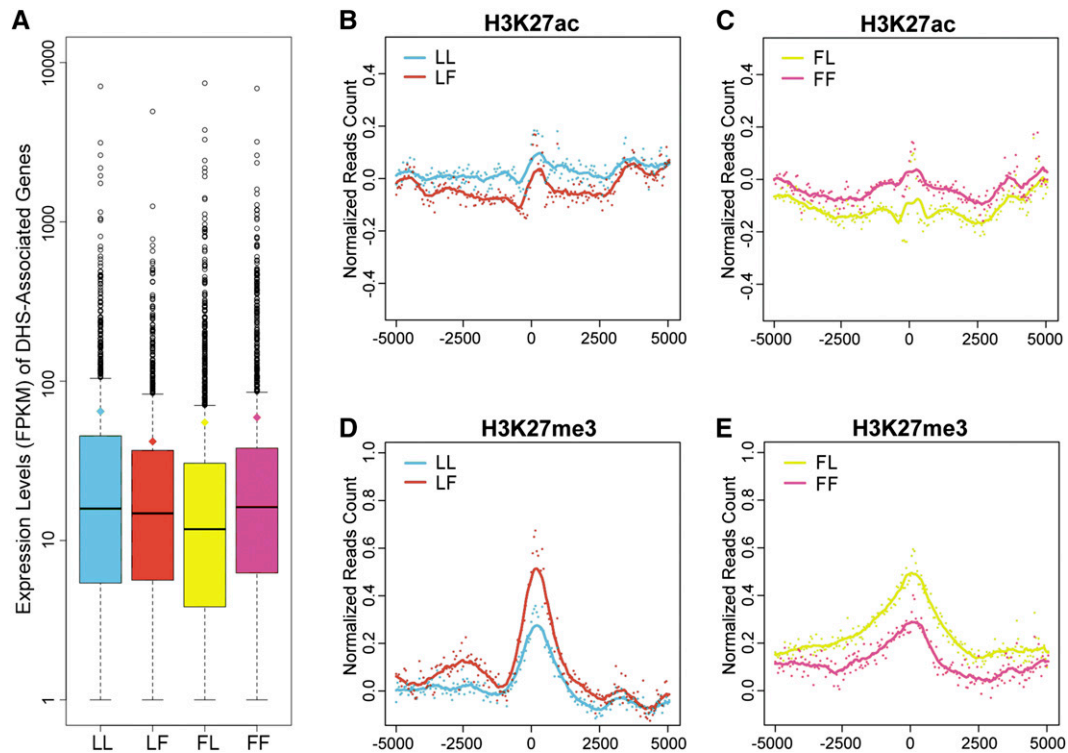 A
Expression Levels (FPKM) of DHS-Associated Genes
10000
1000
100
10
1
LL
LF
FL
FF
B
H3K27ac
Normalized Reads Count
0.4
0.2
0.0
-0.2
-0.4
LL
LF
-5000
-2500
0
2500
5000
C
H3K27ac
Normalized Reads Count
0.4
0.2
0.0
-0.2
-0.4
FL
FF
-5000
-2500
0
2500
5000
D
H3K27me3
Normalized Reads Count
1.0
0.8
0.6
0.4
0.2
0.0
LL
LF
-5000
-2500
0
2500
5000
E
H3K27me3
Normalized Reads Count
1.0
0.8
0.6
0.4
0.2
0.0
FL
FF
-5000
-2500
0
2500
5000